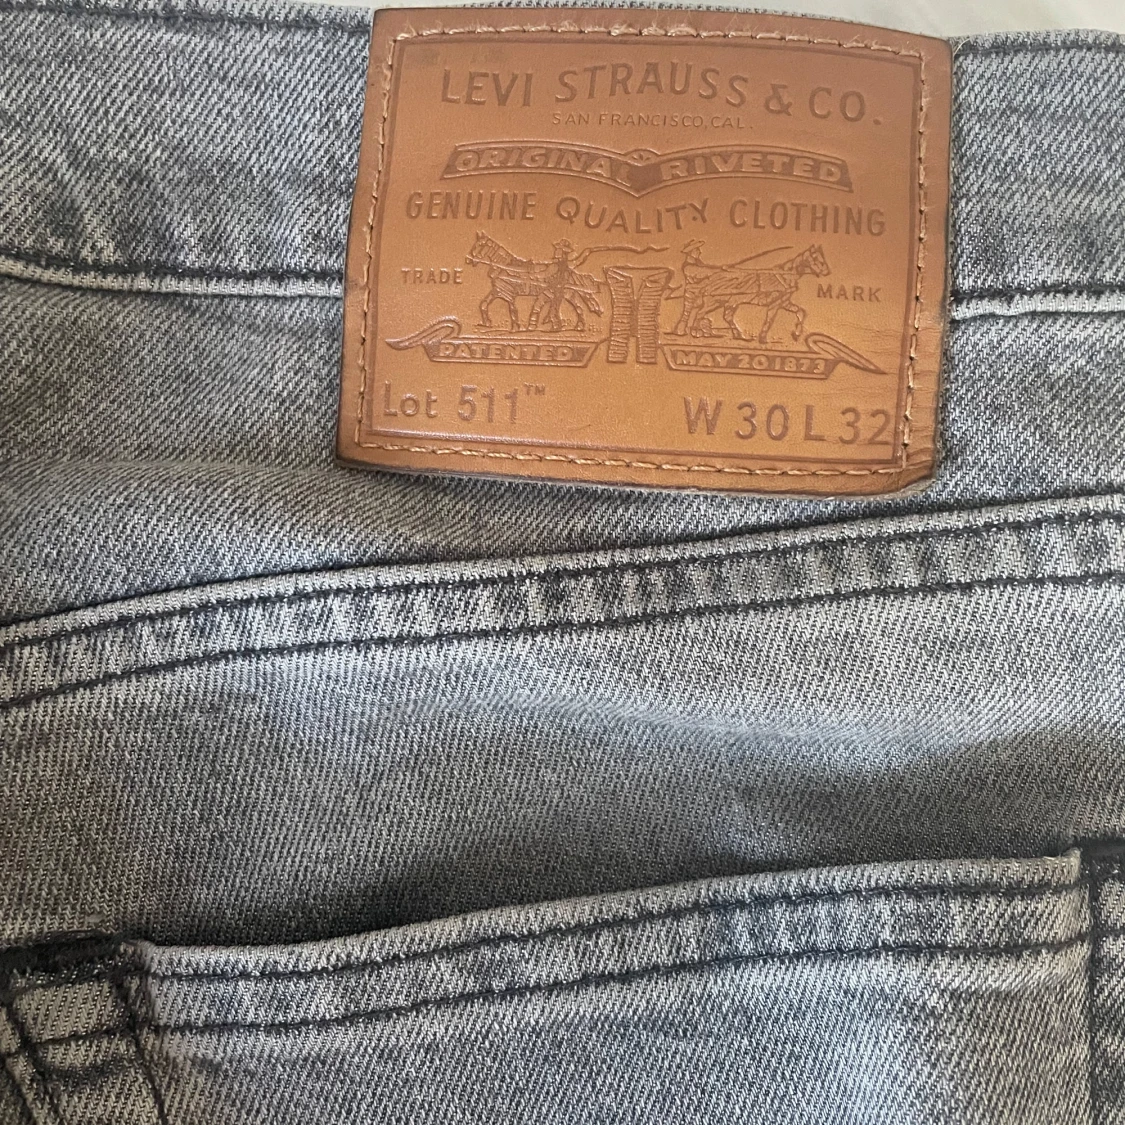 LEVI STRAUSS & CO.
SAN FRANCISCO, CAL.
ORIGINAL RIVETED
GENUINE QUALITY CLOTHING
TRADE MARK
PATENTED MAY 20 1873
Lot 511™ W 30 L 32